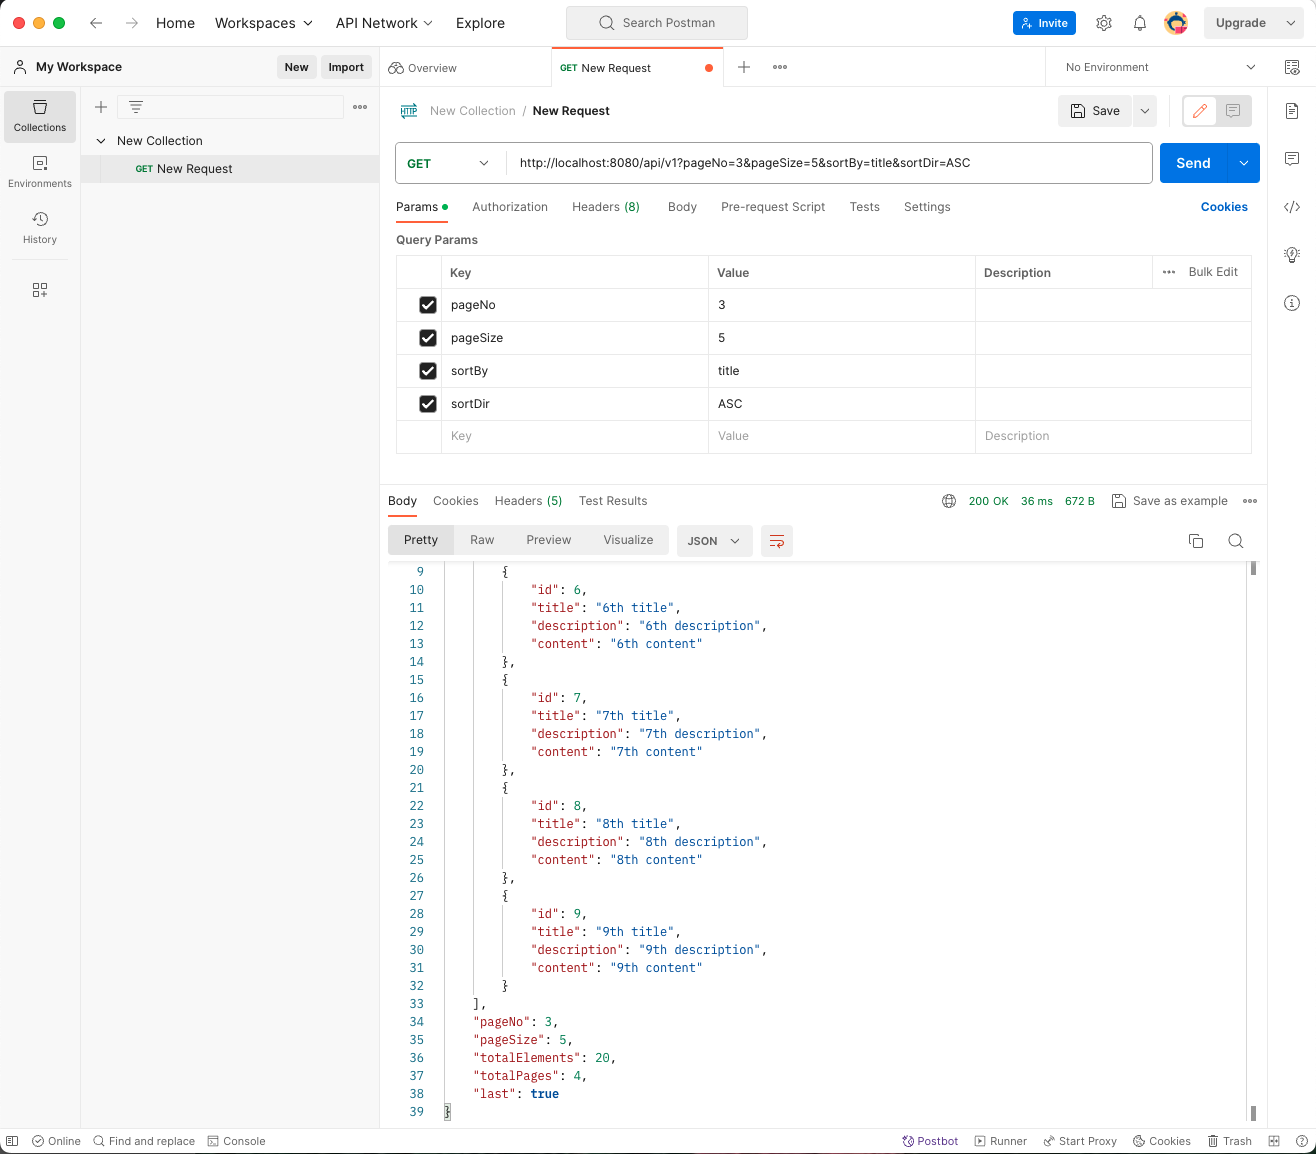 Home
Workspaces
API Network
Explore
Search Postman
Invite
Upgrade
My Workspace
New
Import
Overview
GET New Request
No Environment
Collections
Environments
History
New Collection
GET New Request
HTTP
New Collection / New Request
Save
GET
http://localhost:8080/api/v1?pageNo=3&pageSize=5&sortBy=title&sortDir=ASC
Send
Params
Authorization
Headers (8)
Body
Pre-request Script
Tests
Settings
Cookies
Query Params
Key Value Description Bulk Edit
pageNo 3
pageSize 5
sortBy title
sortDir ASC
Key Value Description
Body Cookies Headers (5) Test Results
200 OK 36 ms 672 B Save as example
Pretty Raw Preview Visualize JSON
9 {
10 "id": 6,
11 "title": "6th title",
12 "description": "6th description",
13 "content": "6th content"
14 },
15 {
16 "id": 7,
17 "title": "7th title",
18 "description": "7th description",
19 "content": "7th content"
20 },
21 {
22 "id": 8,
23 "title": "8th title",
24 "description": "8th description",
25 "content": "8th content"
26 },
27 {
28 "id": 9,
29 "title": "9th title",
30 "description": "9th description",
31 "content": "9th content"
32 }
33 ],
34 "pageNo": 3,
35 "pageSize": 5,
36 "totalElements": 20,
37 "totalPages": 4,
38 "last": true
39 }
Online Find and replace Console
Postbot Runner Start Proxy Cookies Trash